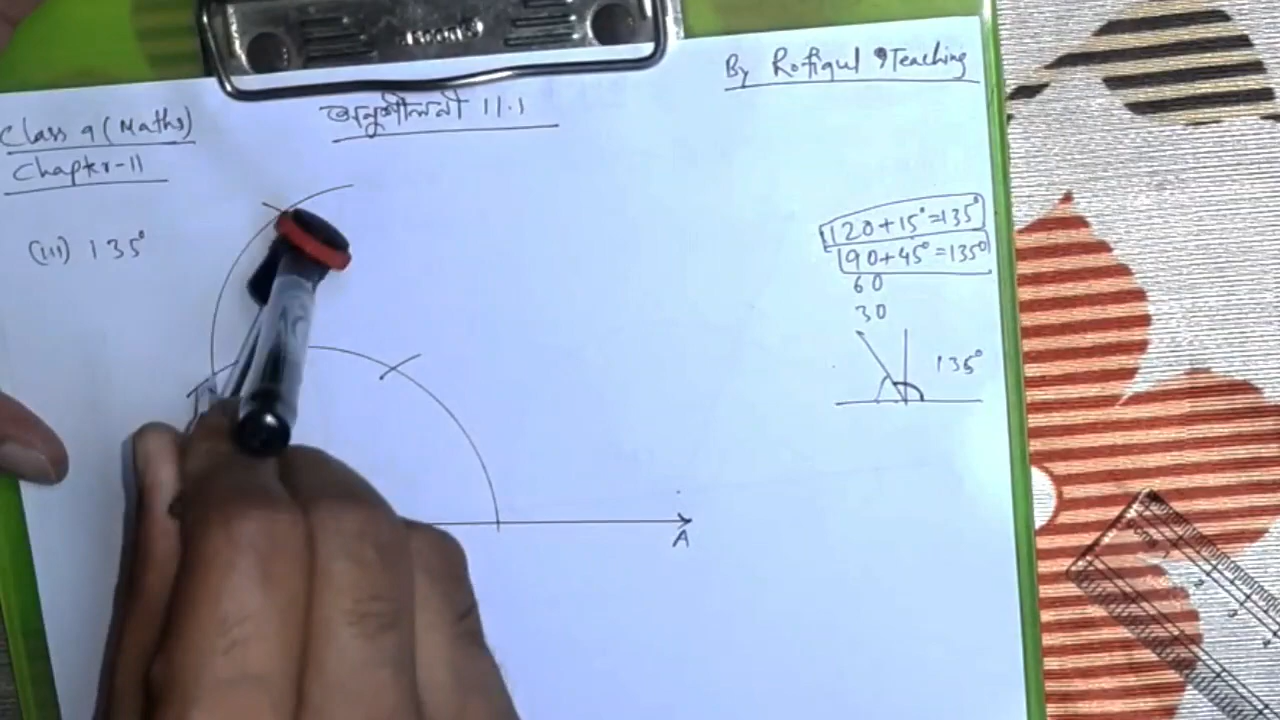 By Rofiqul 9 Teaching
অনুশীলনী 11.1
Class 9 (Maths)
Chapter-11
(iii) 135°
120+15°=135°
90+45°=135°
60
30
135°
A